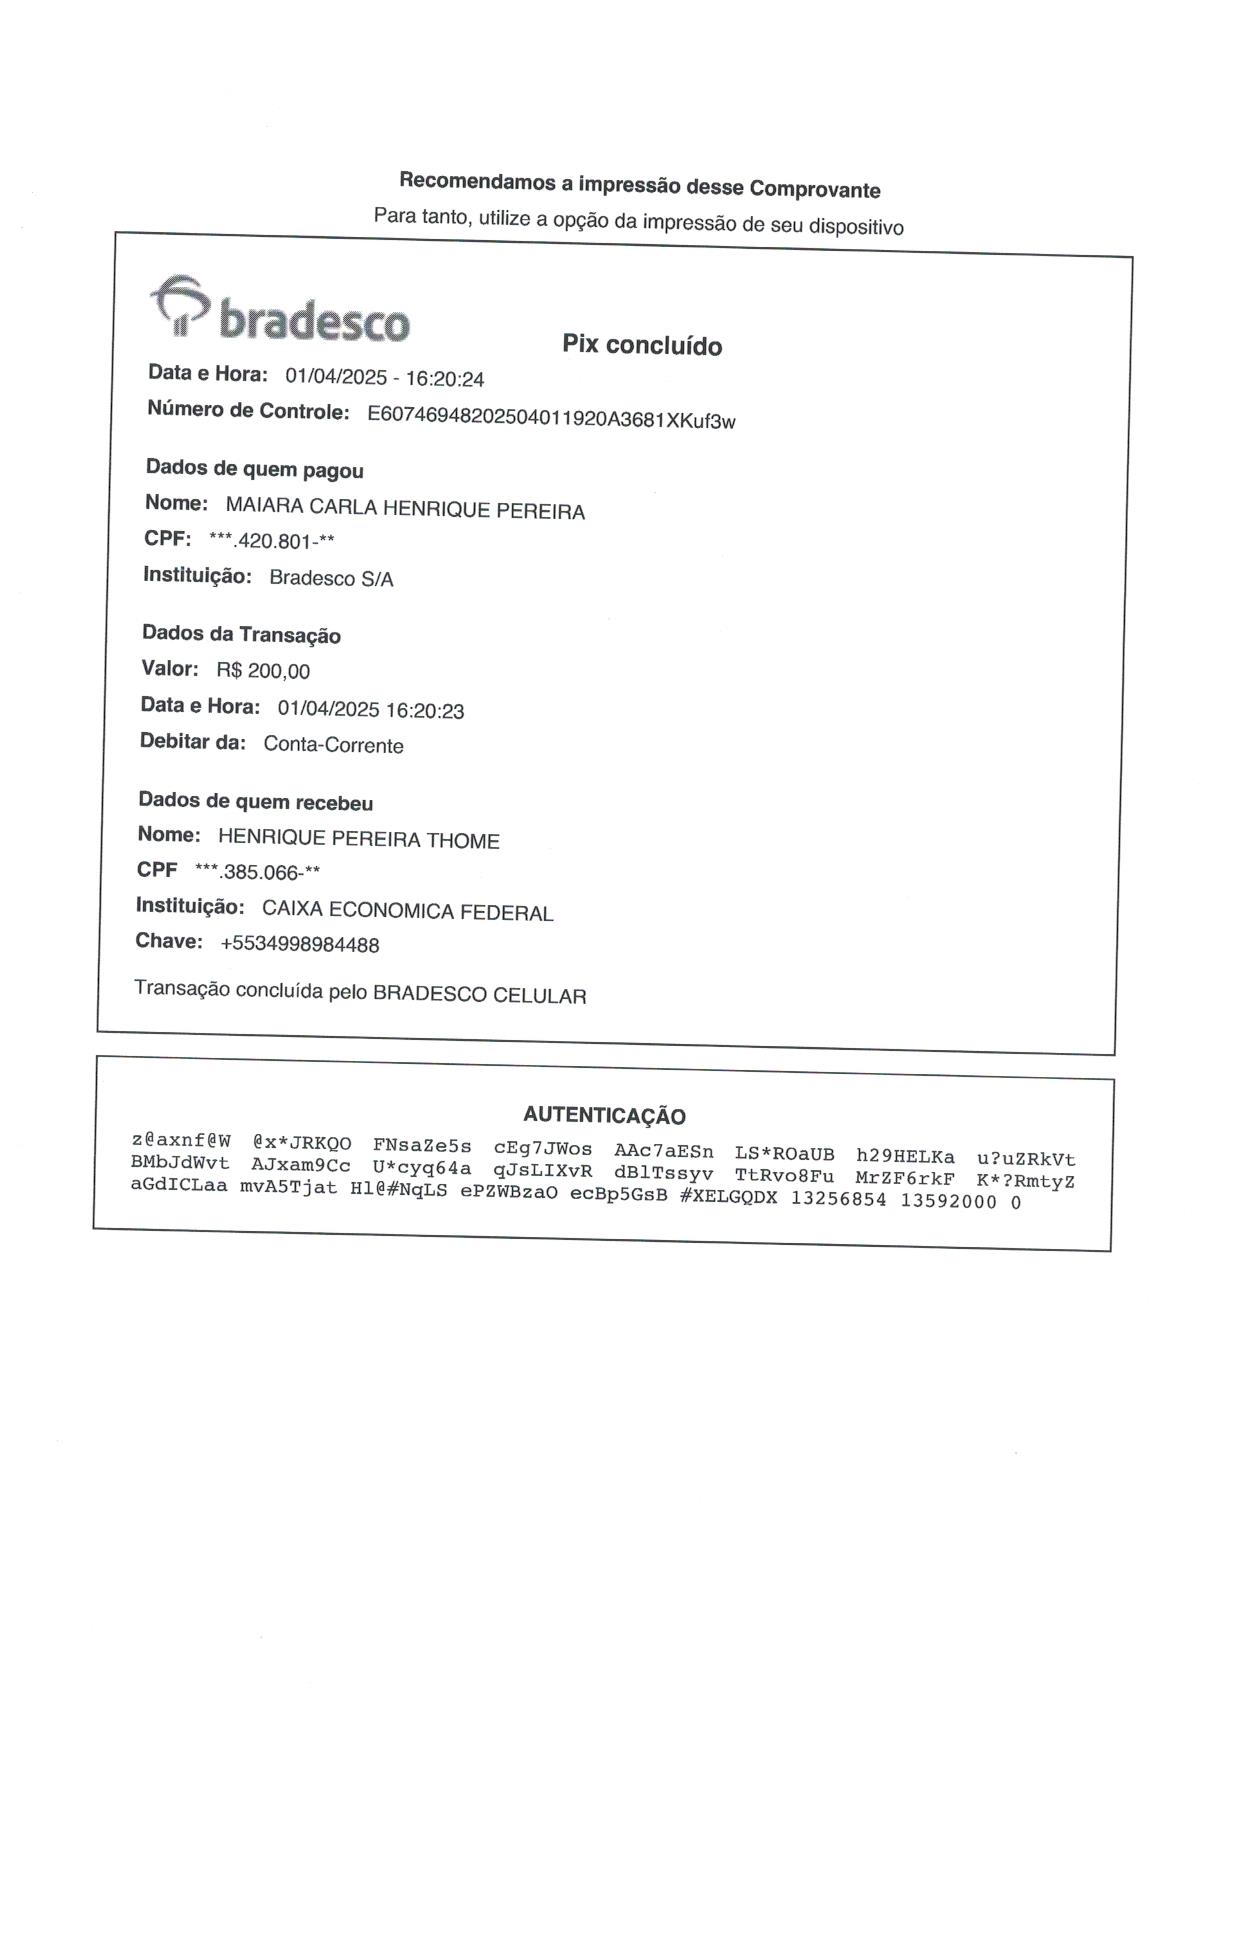 Recomendamos a impressão desse Comprovante
Para tanto, utilize a opção da impressão de seu dispositivo
bradesco
Pix concluído
Data e Hora: 01/04/2025 - 16:20:24
Número de Controle: E60746948202504011920A3681XKuf3w
Dados de quem pagou
Nome: MAIARA CARLA HENRIQUE PEREIRA
CPF: ***.420.801-**
Instituição: Bradesco S/A
Dados da Transação
Valor: R$ 200,00
Data e Hora: 01/04/2025 16:20:23
Debitar da: Conta-Corrente
Dados de quem recebeu
Nome: HENRIQUE PEREIRA THOME
CPF ***.385.066-**
Instituição: CAIXA ECONOMICA FEDERAL
Chave: +5534998984488
Transação concluída pelo BRADESCO CELULAR
AUTENTICAÇÃO
z@axnf@W @x*JRKQO FNsaZe5s cEg7JWos AAc7aESn LS*ROaUB h29HELKa u?uZRkVt
BMbJdWvt AJxam9Cc U*cyq64a qJsLIXvR dBlTssyv TtRvo8Fu MrZF6rkF K*?RmtyZ
aGdICLaa mvA5Tjat Hl@#NqLS ePZWBzaO ecBp5GsB #XELGQDX 13256854 13592000 0